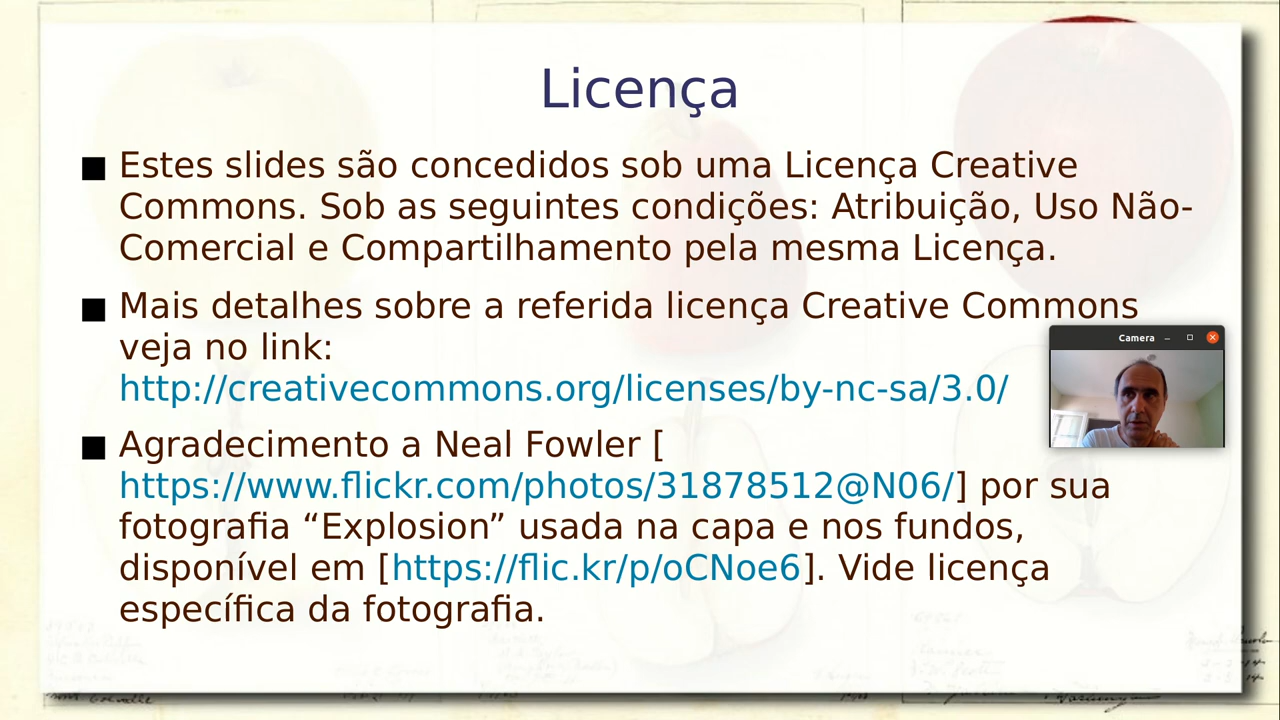 Licença
Estes slides são concedidos sob uma Licença Creative
Commons. Sob as seguintes condições: Atribuição, Uso Não-
Comercial e Compartilhamento pela mesma Licença.
Mais detalhes sobre a referida licença Creative Commons
veja no link:
http://creativecommons.org/licenses/by-nc-sa/3.0/
Camera
Agradecimento a Neal Fowler [
https://www.flickr.com/photos/31878512@N06/] por sua
fotografia “Explosion” usada na capa e nos fundos,
disponível em [https://flic.kr/p/oCNoe6]. Vide licença
específica da fotografia.